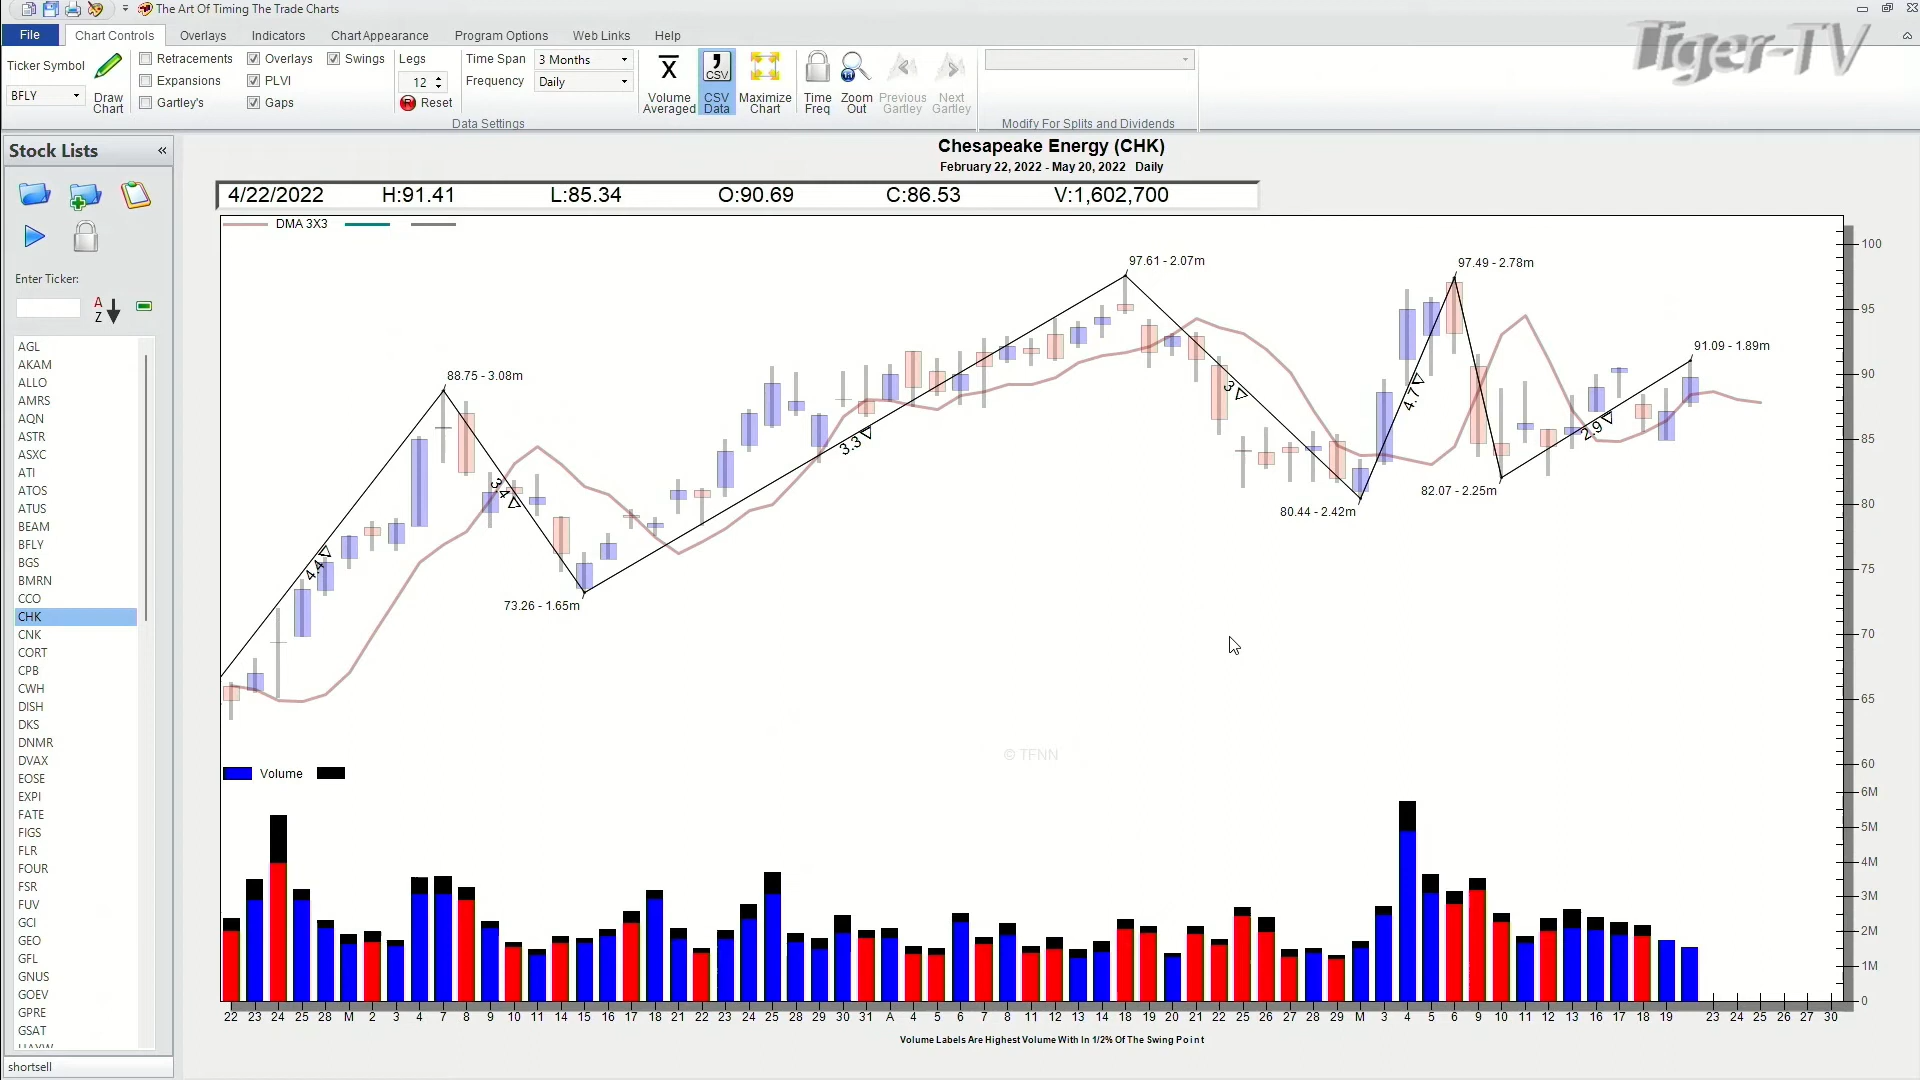 The Art Of Timing The Trade Charts
File Chart Controls Overlays Indicators Chart Appearance Program Options Web Links Help
Tiger-TV
Ticker Symbol
BFLY
Draw Chart
Retracements
Expansions
Gartley's
Overlays
PLVI
Gaps
Swings
Legs
12
Reset
Time Span 3 Months
Frequency Daily
Data Settings
Volume Averaged
CSV
CSV Data
Maximize Chart
Time Freq
Zoom Out
Previous Gartley
Next Gartley
Modify For Splits and Dividends
Stock Lists
Enter Ticker:
A
Z
AGL
AKAM
ALLO
AMRS
AQN
ASTR
ASXC
ATI
ATOS
ATUS
BEAM
BFLY
BGS
BMRN
CCO
CHK
CNK
CORT
CPB
CWH
DISH
DKS
DNMR
DVAX
EOSE
EXPI
FATE
FIGS
FLR
FOUR
FSR
FUV
GCI
GEO
GFL
GNUS
GOEV
GPRE
GSAT
shortsell
Chesapeake Energy (CHK)
February 22, 2022 - May 20, 2022 Daily
4/22/2022 H:91.41 L:85.34 O:90.69 C:86.53 V:1,602,700
DMA 3X3
97.61 - 2.07m
97.49 - 2.78m
91.09 - 1.89m
88.75 - 3.08m
82.07 - 2.25m
80.44 - 2.42m
73.26 - 1.65m
4.4
3.4
3.3
3
4.7
2.9
100
95
90
85
80
75
70
65
60
© TFNN
Volume
6M
5M
4M
3M
2M
1M
0
22 23 24 25 28 M 2 3 4 7 8 9 10 11 14 15 16 17 18 21 22 23 24 25 28 29 30 31 A 4 5 6 7 8 11 12 13 14 18 19 20 21 22 25 26 27 28 29 M 3 4 5 6 9 10 11 12 13 16 17 18 19 23 24 25 26 27 30
Volume Labels Are Highest Volume With In 1/2% Of The Swing Point